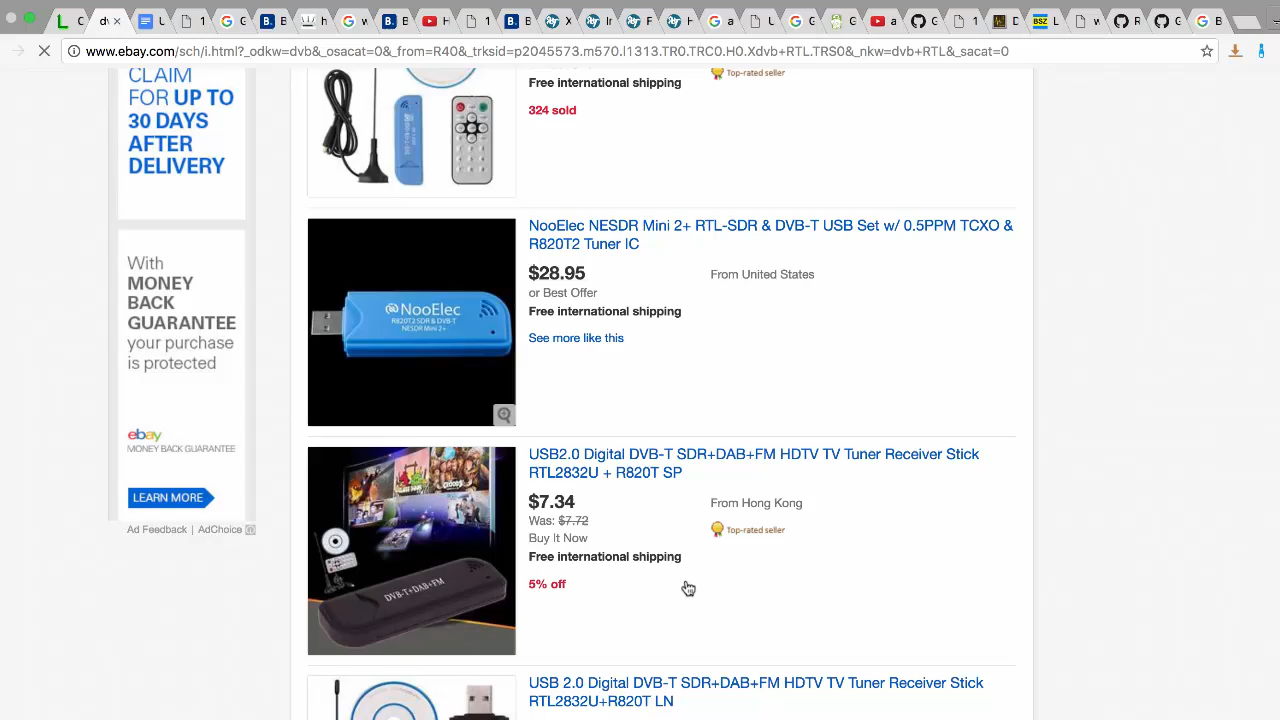 www.ebay.com/sch/i.html?_odkw=dvb&_osacat=0&_from=R40&_trksid=p2045573.m570.l1313.TR0.TRC0.H0.Xdvb+RTL.TRS0&_nkw=dvb+RTL&_sacat=0
CLAIM
FOR UP TO
30 DAYS
AFTER
DELIVERY
With
MONEY
BACK
GUARANTEE
your purchase
is protected
ebay
MONEY BACK GUARANTEE
LEARN MORE
Ad Feedback | AdChoice
Free international shipping
Top-rated seller
324 sold
NooElec
R820T2 SDR & DVB-T
NESDR Mini 2+
NooElec NESDR Mini 2+ RTL-SDR & DVB-T USB Set w/ 0.5PPM TCXO &
R820T2 Tuner IC
$28.95
From United States
or Best Offer
Free international shipping
See more like this
DVB-T+DAB+FM
USB2.0 Digital DVB-T SDR+DAB+FM HDTV TV Tuner Receiver Stick
RTL2832U + R820T SP
$7.34
From Hong Kong
Was: $7.72
Top-rated seller
Buy It Now
Free international shipping
5% off
USB 2.0 Digital DVB-T SDR+DAB+FM HDTV TV Tuner Receiver Stick
RTL2832U+R820T LN